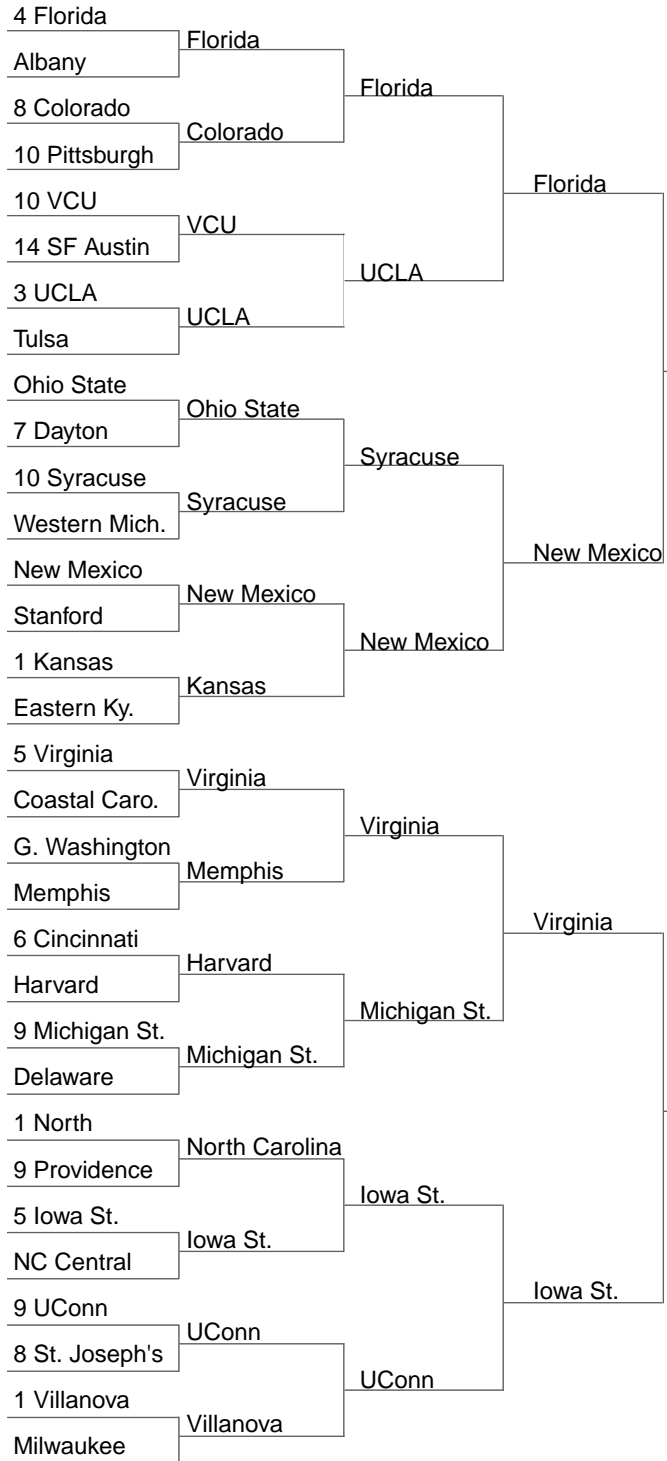 4 Florida
Albany
8 Colorado
10 Pittsburgh
10 VCU
14 SF Austin
3 UCLA
Tulsa
Ohio State
7 Dayton
10 Syracuse
Western Mich.
New Mexico
Stanford
1 Kansas
Eastern Ky.
5 Virginia
Coastal Caro.
G. Washington
Memphis
6 Cincinnati
Harvard
9 Michigan St.
Delaware
1 North
9 Providence
5 Iowa St.
NC Central
9 UConn
8 St. Joseph's
1 Villanova
Milwaukee
Florida
Colorado
VCU
UCLA
Ohio State
Syracuse
New Mexico
Kansas
Virginia
Memphis
Harvard
Michigan St.
North Carolina
Iowa St.
UConn
Villanova
Florida
UCLA
Syracuse
New Mexico
Virginia
Michigan St.
Iowa St.
UConn
Florida
New Mexico
Virginia
Iowa St.